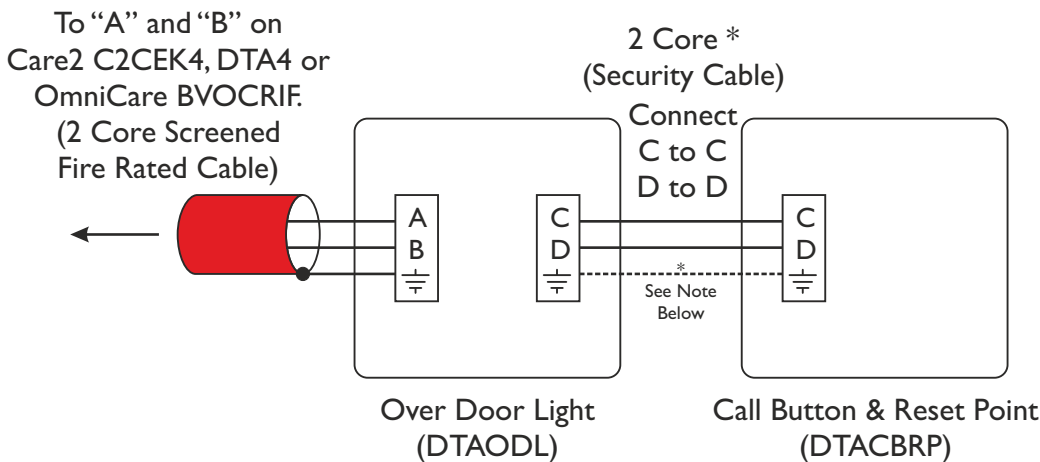 To “A” and “B” on
Care2 C2CEK4, DTA4 or
OmniCare BVOCRIF.
(2 Core Screened
Fire Rated Cable)
2 Core *
(Security Cable)
Connect
C to C
D to D
A
B
C
D
C
D
*
See Note
Below
Over Door Light
(DTAODL)
Call Button & Reset Point
(DTACBRP)